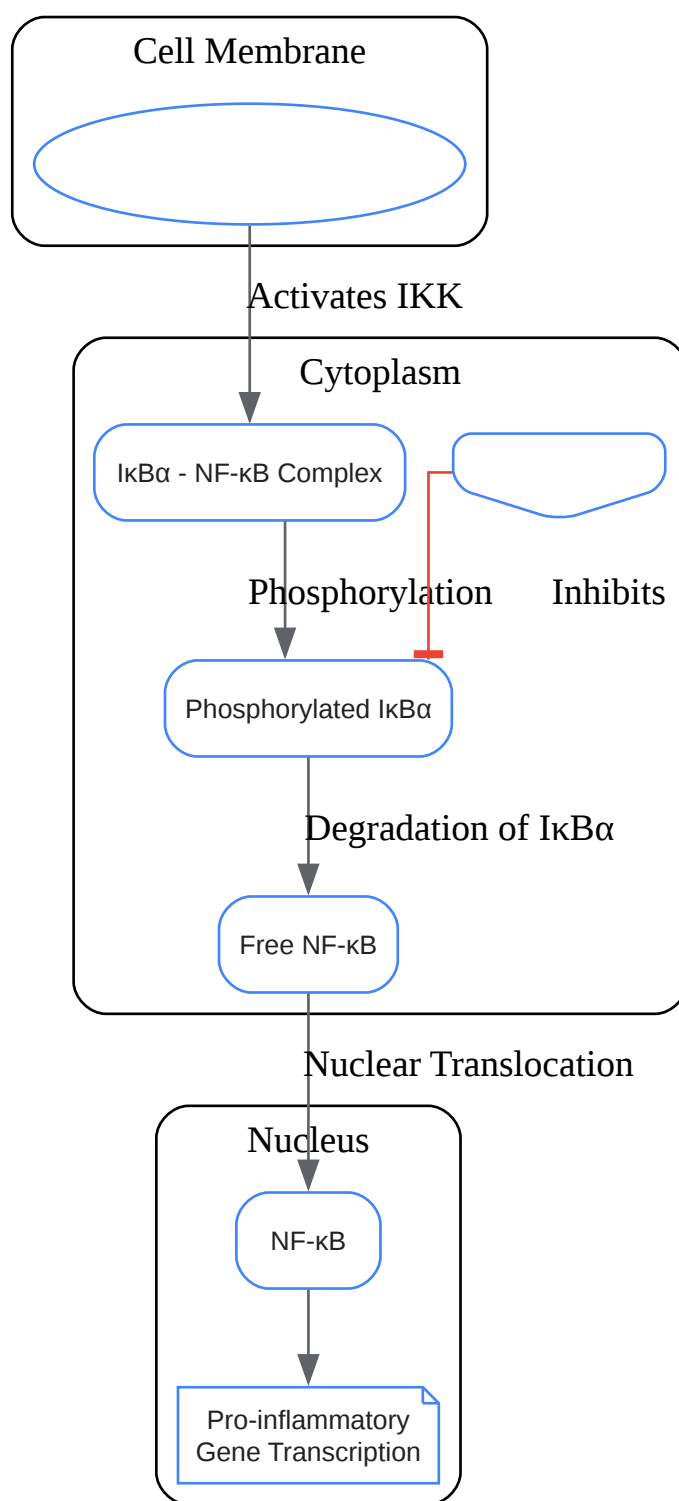 Cell Membrane
Activates IKK
Cytoplasm
IκBα - NF-κB Complex
Phosphorylation
Inhibits
Phosphorylated IκBα
Degradation of IκBα
Free NF-κB
Nuclear Translocation
Nucleus
NF-κB
Pro-inflammatory
Gene Transcription